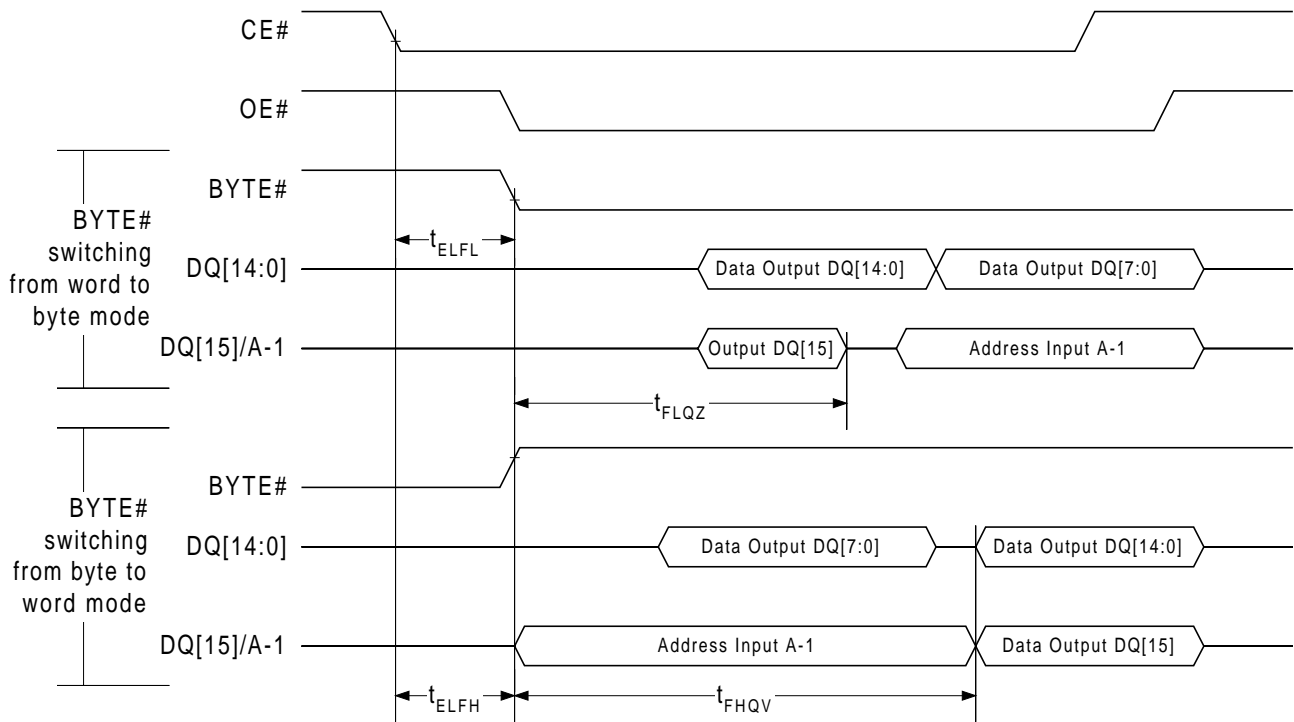 CE#
OE#
BYTE#
switching
from word to
byte mode
BYTE#
tELFL
DQ[14:0]
Data Output DQ[14:0]
Data Output DQ[7:0]
DQ[15]/A-1
Output DQ[15]
Address Input A-1
tFLQZ
BYTE#
switching
from byte to
word mode
BYTE#
DQ[14:0]
Data Output DQ[7:0]
Data Output DQ[14:0]
DQ[15]/A-1
Address Input A-1
Data Output DQ[15]
tELFH
tFHQV